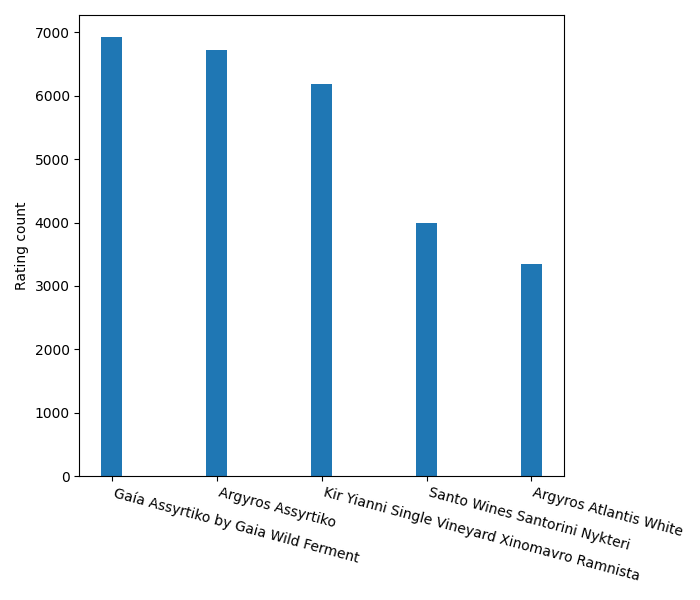 7000
6000
5000
4000
3000
2000
1000
0
Rating count
Gaía Assyrtiko by Gaia Wild Ferment
Argyros Assyrtiko
Kir Yianni Single Vineyard Xinomavro Ramnista
Santo Wines Santorini Nykteri
Argyros Atlantis White